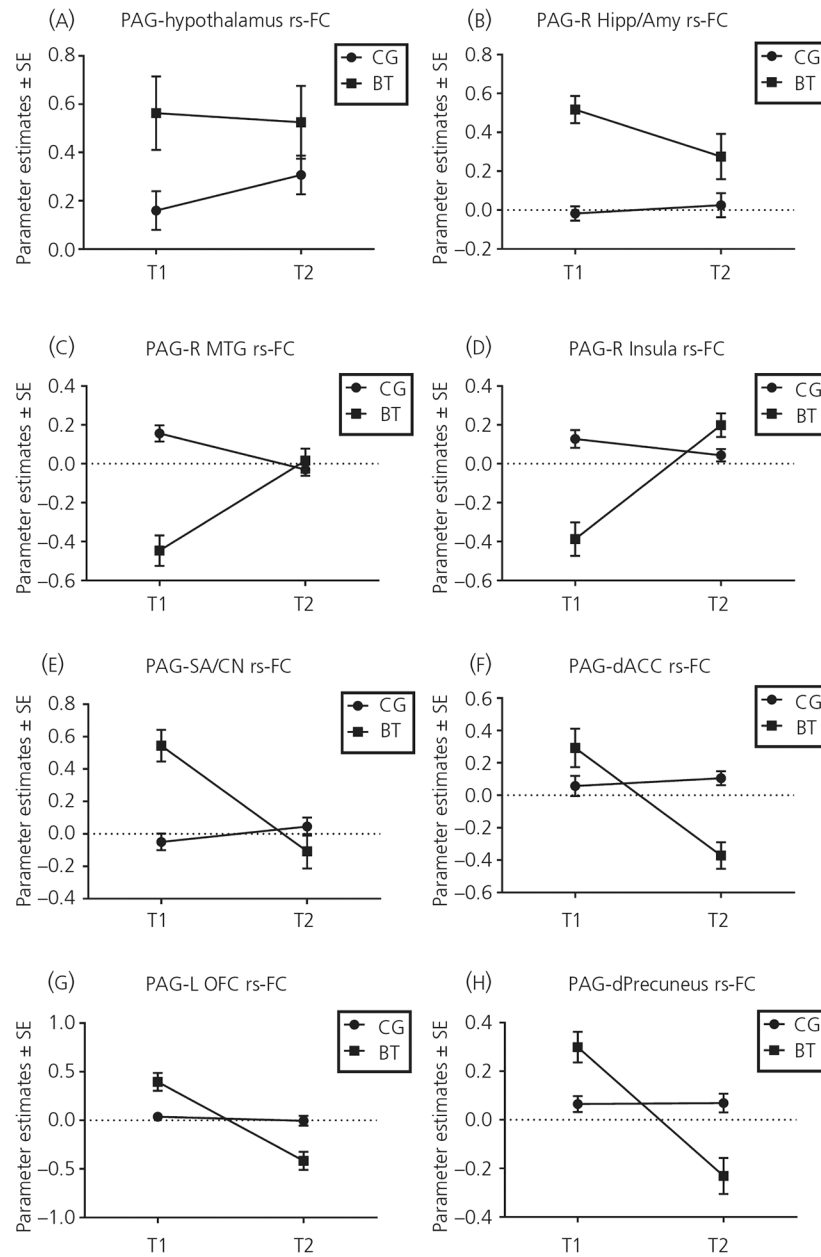 (A) PAG-hypothalamus rs-FC
Parameter estimates ± SE
0.8
0.6
0.4
0.2
0.0
T1 T2
CG
BT
(B) PAG-R Hipp/Amy rs-FC
Parameter estimates ± SE
0.8
0.6
0.4
0.2
0.0
–0.2
T1 T2
CG
BT
(C) PAG-R MTG rs-FC
Parameter estimates ± SE
0.4
0.2
0.0
–0.2
–0.4
–0.6
T1 T2
CG
BT
(D) PAG-R Insula rs-FC
Parameter estimates ± SE
0.4
0.2
0.0
–0.2
–0.4
–0.6
T1 T2
CG
BT
(E) PAG-SA/CN rs-FC
Parameter estimates ± SE
0.8
0.6
0.4
0.2
0.0
–0.2
–0.4
T1 T2
CG
BT
(F) PAG-dACC rs-FC
Parameter estimates ± SE
0.6
0.4
0.2
0.0
–0.2
–0.4
–0.6
T1 T2
CG
BT
(G) PAG-L OFC rs-FC
Parameter estimates ± SE
1.0
0.5
0.0
–0.5
–1.0
T1 T2
CG
BT
(H) PAG-dPrecuneus rs-FC
Parameter estimates ± SE
0.4
0.2
0.0
–0.2
–0.4
T1 T2
CG
BT